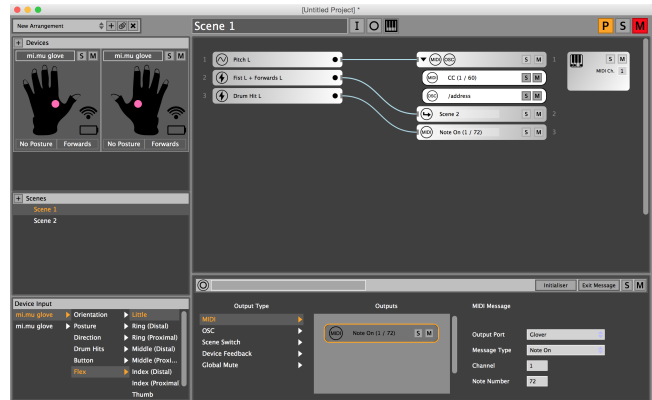 [Untitled Project] *
New Arrangement
Scene 1
I
P S M
+ Devices
mi.mu glove S M
mi.mu glove S M
No Posture Forwards
No Posture Forwards
+ Scenes
Scene 1
Scene 2
1 Pitch L
2 Fist L + Forwards L
3 Drum Hit L
MIDI OSC S M 1
MIDI CC (1 / 60) S M
OSC /address S M
Scene 2 S M 2
MIDI Note On (1 / 72) S M 3
S M
MIDI Ch. 1
Device Input
mi.mu glove
mi.mu glove
Orientation
Posture
Direction
Drum Hits
Button
Flex
Little
Ring (Distal)
Ring (Proximal)
Middle (Distal)
Middle (Proxi...
Index (Distal)
Index (Proximal
Thumb
Initialiser Exit Message S M
Output Type
MIDI
OSC
Scene Switch
Device Feedback
Global Mute
Outputs
MIDI Note On (1 / 72) S M
MIDI Message
Output Port Glover
Message Type Note On
Channel 1
Note Number 72